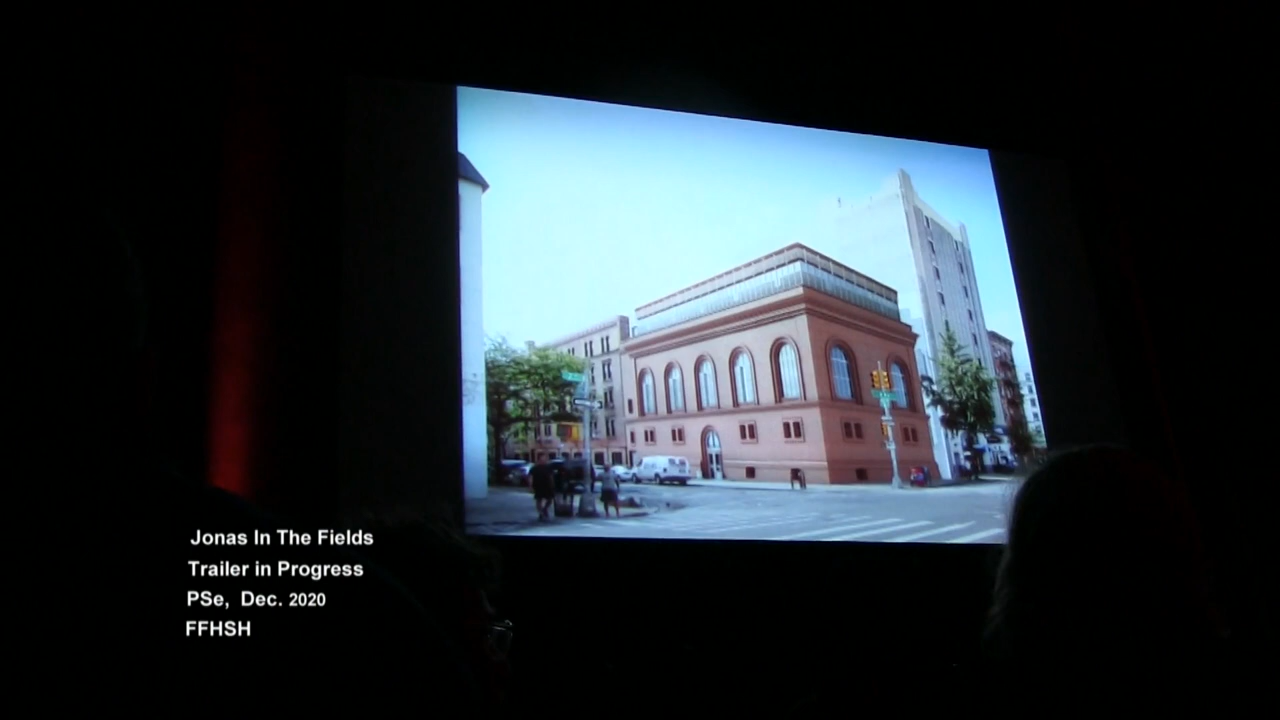 Jonas In The Fields
Trailer in Progress
PSe, Dec. 2020
FFHSH